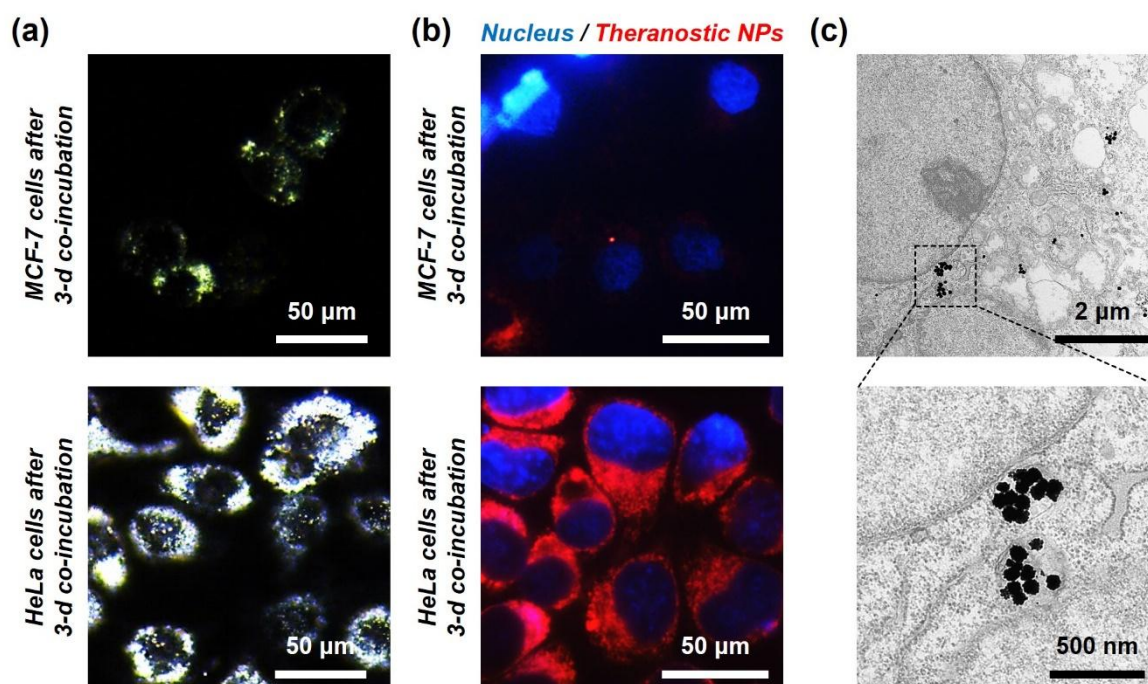 (a)
(b)
(c)
Nucleus / Theranostic NPs
MCF-7 cells after
3-d co-incubation
50 µm
MCF-7 cells after
3-d co-incubation
50 µm
2 µm
HeLa cells after
3-d co-incubation
50 µm
HeLa cells after
3-d co-incubation
50 µm
500 nm